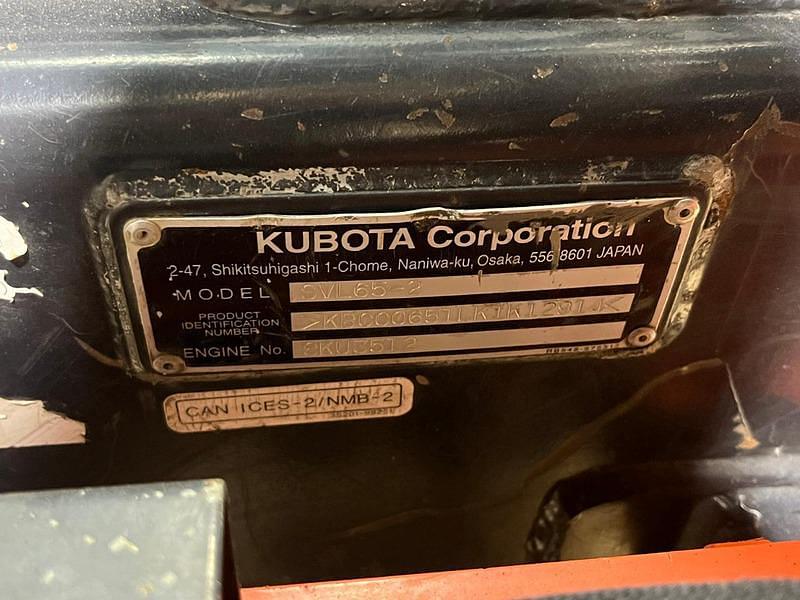 KUBOTA Corporation
2-47, Shikitsuhigashi 1-Chome, Naniwa-ku, Osaka, 556 8601 JAPAN
MODEL SVL65-2
PRODUCT
IDENTIFICATION
NUMBER
ENGINE No.
CAN ICES-2/NMB-2